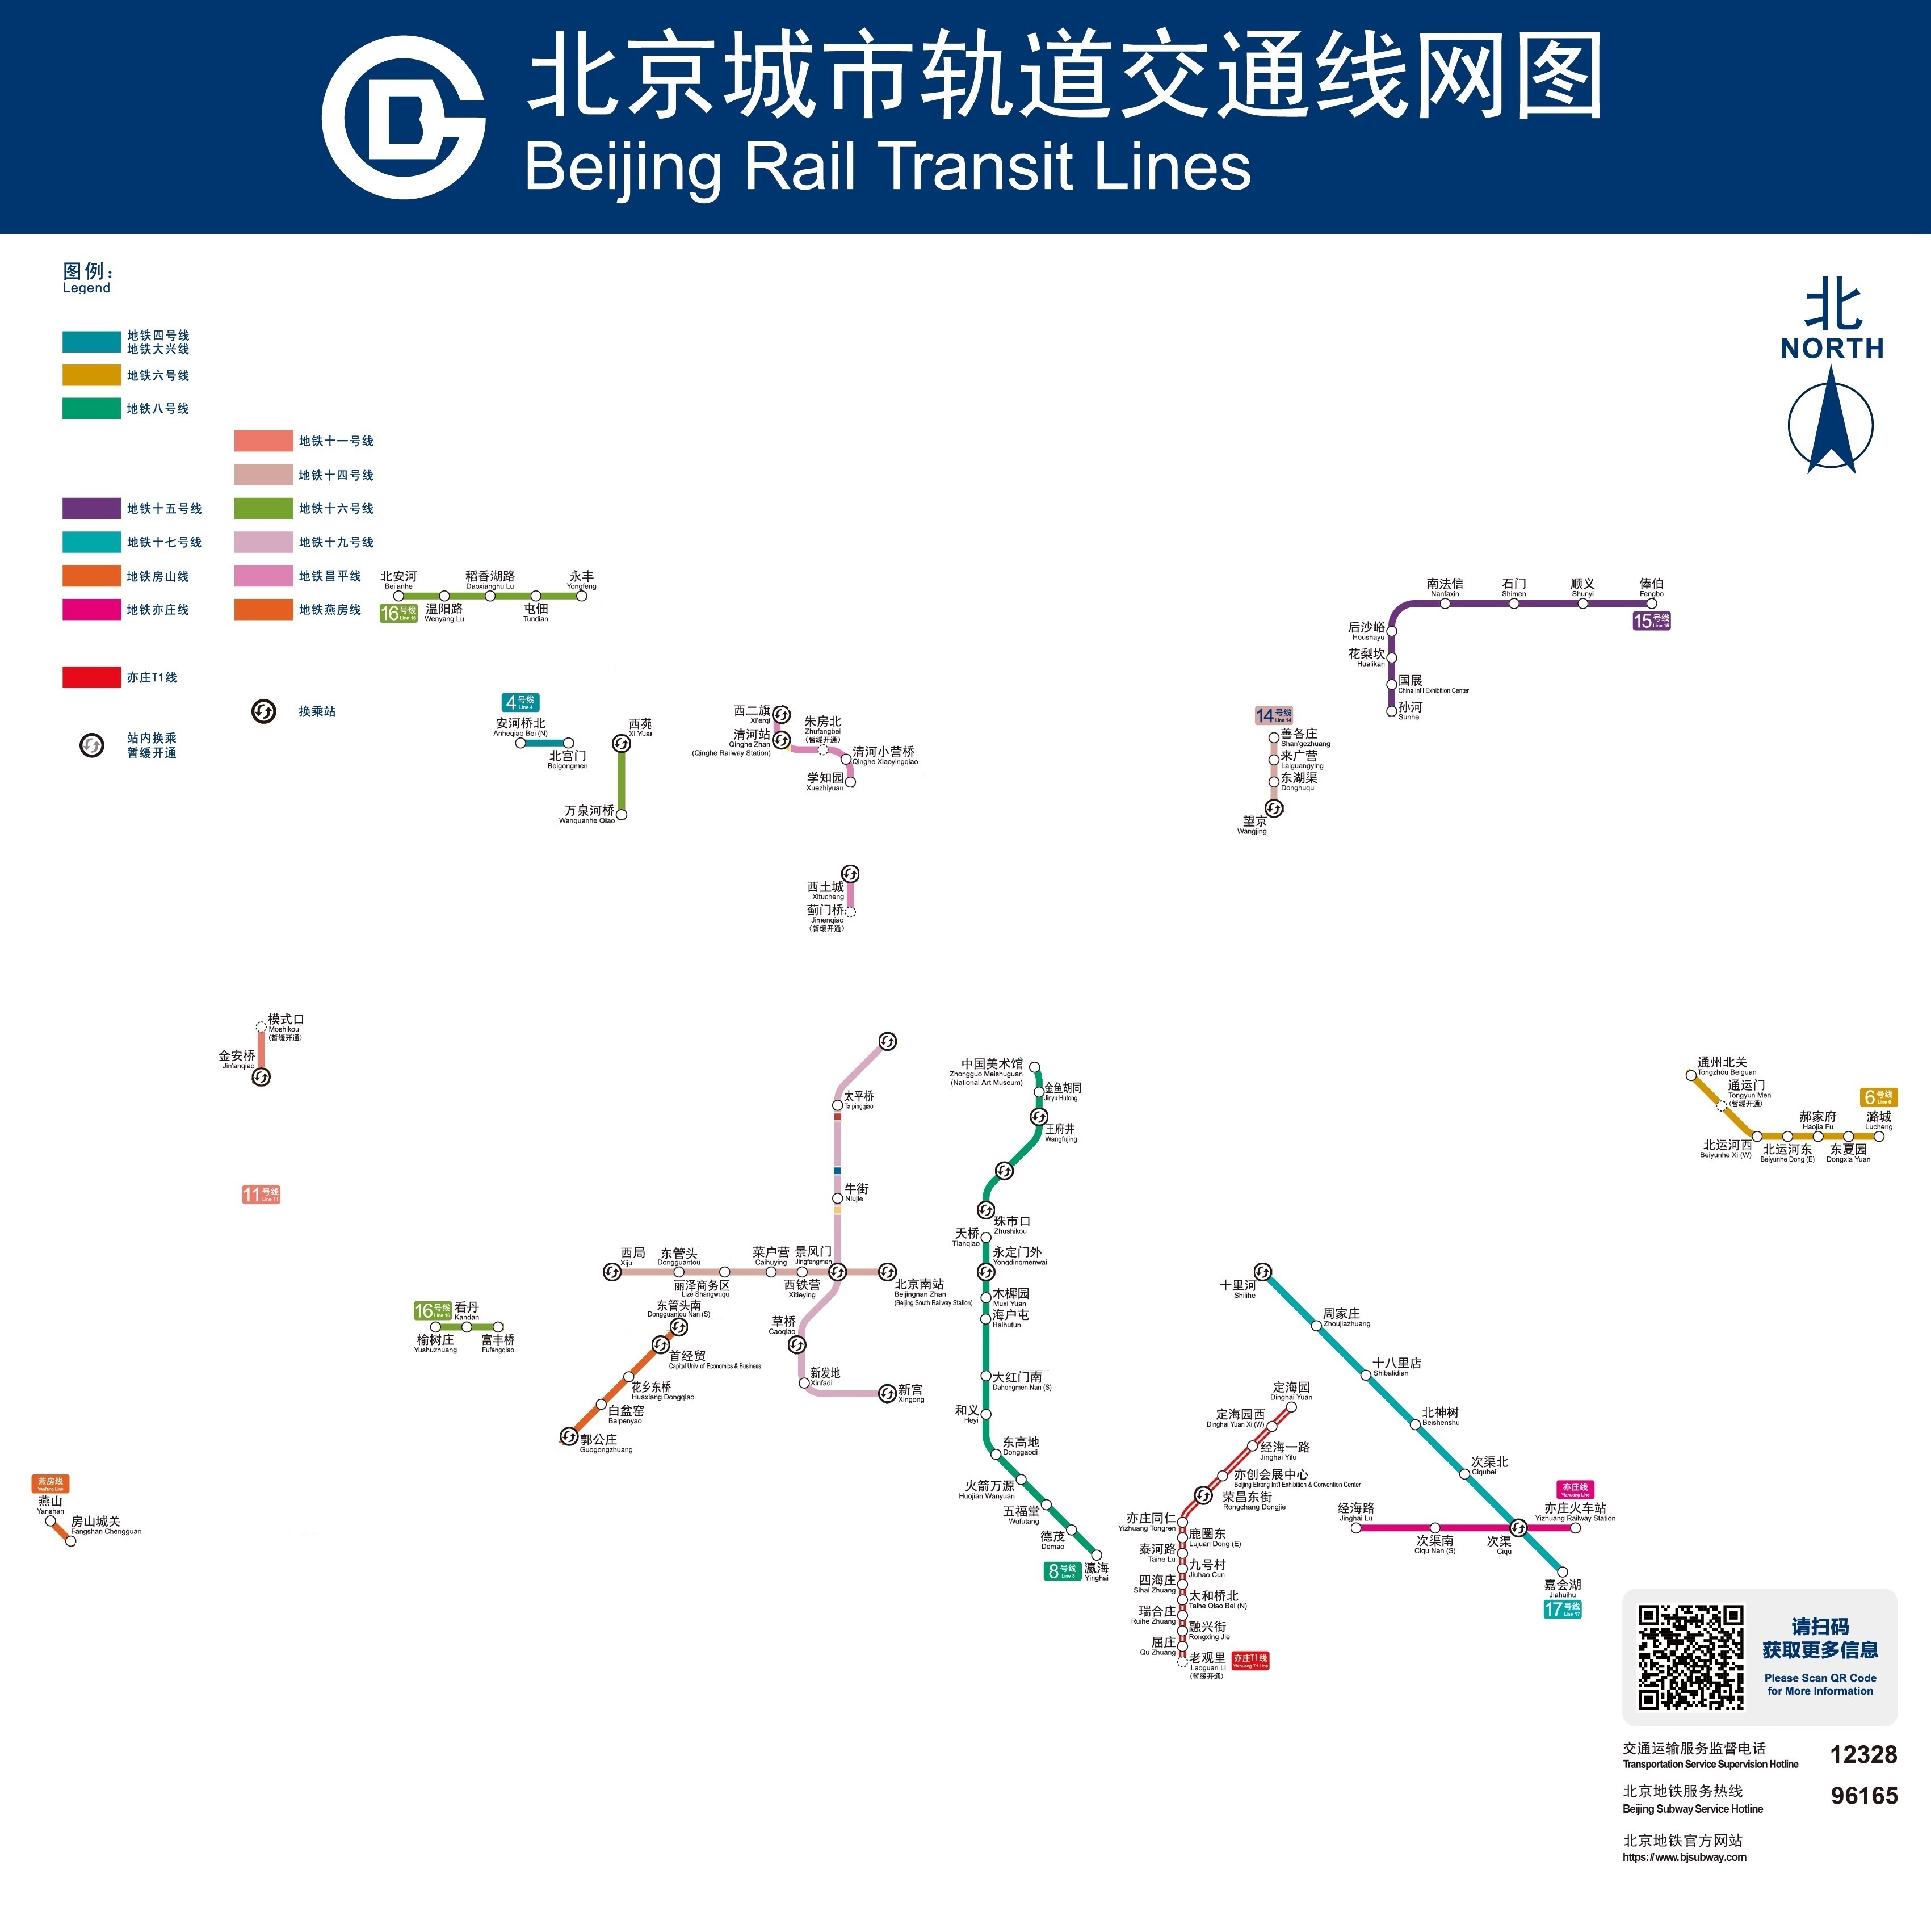 北京城市轨道交通线网图
Beijing Rail Transit Lines
图例:
Legend
地铁四号线
地铁大兴线
地铁六号线
地铁八号线
地铁十一号线
地铁十四号线
地铁十五号线
地铁十六号线
地铁十七号线
地铁十九号线
地铁房山线
地铁昌平线
地铁亦庄线
地铁燕房线
亦庄T1线
换乘站
站内换乘
暂缓开通
北
NORTH
北安河
Bei'anhe
稻香湖路
Daoxianghu Lu
永丰
Yongfeng
16号线
Line 16
温阳路
Wenyang Lu
屯佃
Tundian
南法信
Nanfaxin
石门
Shimen
顺义
Shunyi
俸伯
Fengbo
15号线
Line 15
后沙峪
Houshayu
花梨坎
Hualikan
国展
China Int'l Exhibition Center
孙河
Sunhe
4号线
Line 4
安河桥北
Anheqiao Bei (N)
北宫门
Beigongmen
西苑
Xi Yuan
万泉河桥
Wanquanhe Qiao
西二旗
Xi'erqi
清河站
Qinghe Zhan
(Qinghe Railway Station)
朱房北
Zhufangbei
(暂缓开通)
清河小营桥
Qinghe Xiaoyingqiao
学知园
Xuezhiyuan
14号线
Line 14
善各庄
Shan'gezhuang
来广营
Laiguangying
东湖渠
Donghuqu
望京
Wangjing
西土城
Xitucheng
蓟门桥
Jimenqiao
(暂缓开通)
模式口
Moshikou
(暂缓开通)
金安桥
Jin'anqiao
11号线
Line 11
太平桥
Taipingqiao
牛街
Niujie
中国美术馆
Zhongguo Meishuguan
(National Art Museum)
金鱼胡同
Jinyu Hutong
王府井
Wangfujing
珠市口
Zhushikou
天桥
Tianqiao
永定门外
Yongdingmenwai
木樨园
Muxi Yuan
海户屯
Haihutun
大红门南
Dahongmen Nan (S)
和义
Heyi
东高地
Donggaodi
火箭万源
Huojian Wanyuan
五福堂
Wufutang
德茂
Demao
8号线
Line 8
瀛海
Yinghai
通州北关
Tongzhou Beiguan
通运门
Tongyun Men
(暂缓开通)
北运河西
Beiyunhe Xi (W)
北运河东
Beiyunhe Dong (E)
郝家府
Haojia Fu
东夏园
Dongxia Yuan
6号线
Line 6
潞城
Lucheng
西局
Xiju
东管头
Dongguantou
丽泽商务区
Lize Shangwuqu
菜户营
Caihuying
西铁营
Xitieying
景风门
Jingfengmen
北京南站
Beijingnan Zhan
(Beijing South Railway Station)
草桥
Caoqiao
新发地
Xinfadi
新宫
Xingong
16号线
Line 16
看丹
Kandan
榆树庄
Yushuzhuang
富丰桥
Fufengqiao
东管头南
Dongguantou Nan (S)
首经贸
Capital Univ. of Economics & Business
花乡东桥
Huaxiang Dongqiao
白盆窑
Baipenyao
郭公庄
Guogongzhuang
燕房线
Yanfang Line
燕山
Yanshan
房山城关
Fangshan Chengguan
十里河
Shilihe
周家庄
Zhoujiazhuang
十八里店
Shibalidian
北神树
Beishenshu
次渠北
Ciqubei
次渠
Ciqu
嘉会湖
Jiahuihu
17号线
Line 17
经海路
Jinghai Lu
次渠南
Ciqu Nan (S)
亦庄线
Yizhuang Line
亦庄火车站
Yizhuang Railway Station
定海园
Dinghai Yuan
定海园西
Dinghai Yuan Xi (W)
经海一路
Jinghai Yilu
亦创会展中心
Beijing Etrong Int'l Exhibition & Convention Center
荣昌东街
Rongchang Dongjie
亦庄同仁
Yizhuang Tongren
鹿圈东
Lujuan Dong (E)
泰河路
Taihe Lu
九号村
Jiuhao Cun
四海庄
Sihai Zhuang
太和桥北
Taihe Qiao Bei (N)
瑞合庄
Ruihe Zhuang
融兴街
Rongxing Jie
屈庄
Qu Zhuang
老观里
Laoguan Li
(暂缓开通)
亦庄T1线
Yizhuang T1 Line
请扫码
获取更多信息
Please Scan QR Code
for More Information
交通运输服务监督电话 12328
Transportation Service Supervision Hotline
北京地铁服务热线 96165
Beijing Subway Service Hotline
北京地铁官方网站
https://www.bjsubway.com